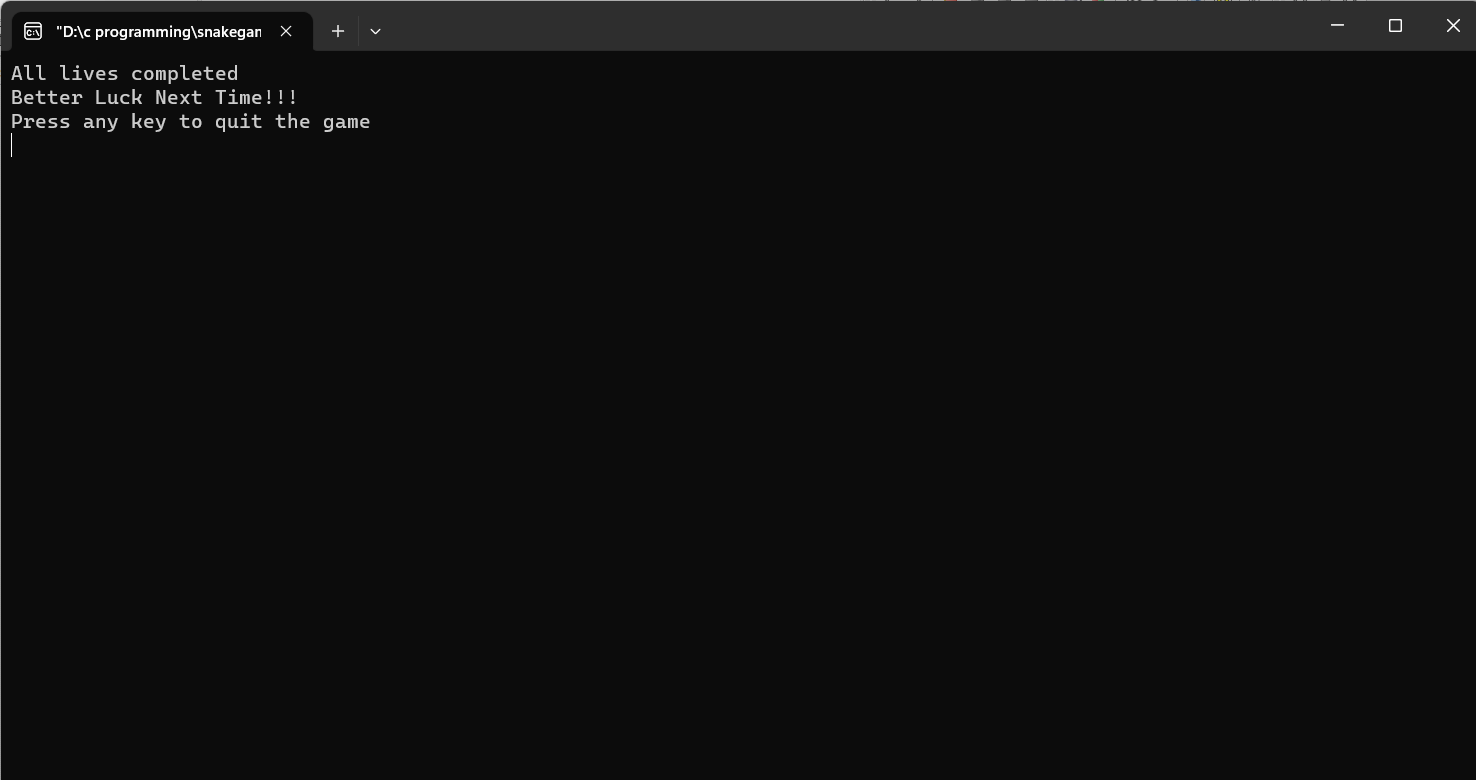 "D:\c programming\snakegan
All lives completed
Better Luck Next Time!!!
Press any key to quit the game